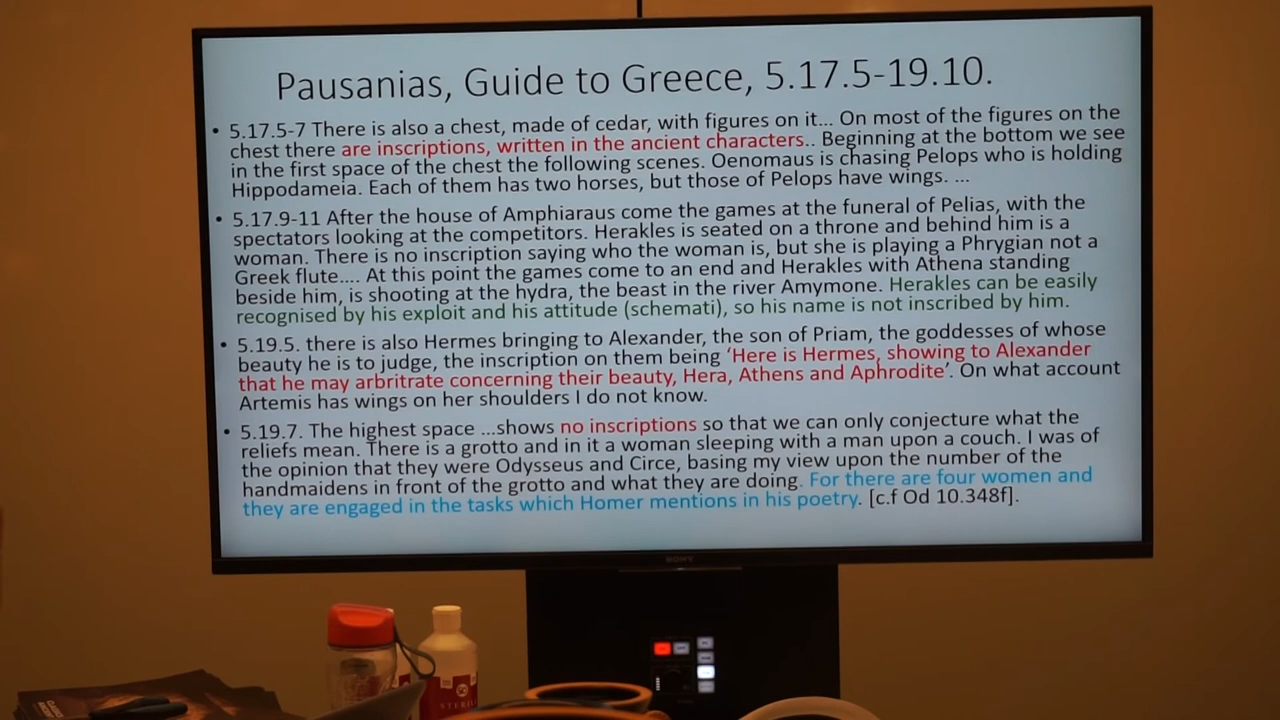 Pausanias, Guide to Greece, 5.17.5-19.10.
• 5.17.5-7 There is also a chest, made of cedar, with figures on it... On most of the figures on the
chest there are inscriptions, written in the ancient characters.. Beginning at the bottom we see
in the first space of the chest the following scenes. Oenomaus is chasing Pelops who is holding
Hippodameia. Each of them has two horses, but those of Pelops have wings. ...
• 5.17.9-11 After the house of Amphiaraus come the games at the funeral of Pelias, with the
spectators looking at the competitors. Herakles is seated on a throne and behind him is a
woman. There is no inscription saying who the woman is, but she is playing a Phrygian not a
Greek flute.... At this point the games come to an end and Herakles with Athena standing
beside him, is shooting at the hydra, the beast in the river Amymone. Herakles can be easily
recognised by his exploit and his attitude (schemati), so his name is not inscribed by him.
• 5.19.5. there is also Hermes bringing to Alexander, the son of Priam, the goddesses of whose
beauty he is to judge, the inscription on them being ‘Here is Hermes, showing to Alexander
that he may arbritrate concerning their beauty, Hera, Athens and Aphrodite’. On what account
Artemis has wings on her shoulders I do not know.
• 5.19.7. The highest space ...shows no inscriptions so that we can only conjecture what the
reliefs mean. There is a grotto and in it a woman sleeping with a man upon a couch. I was of
the opinion that they were Odysseus and Circe, basing my view upon the number of the
handmaidens in front of the grotto and what they are doing. For there are four women and
they are engaged in the tasks which Homer mentions in his poetry. [c.f Od 10.348f].
SONY